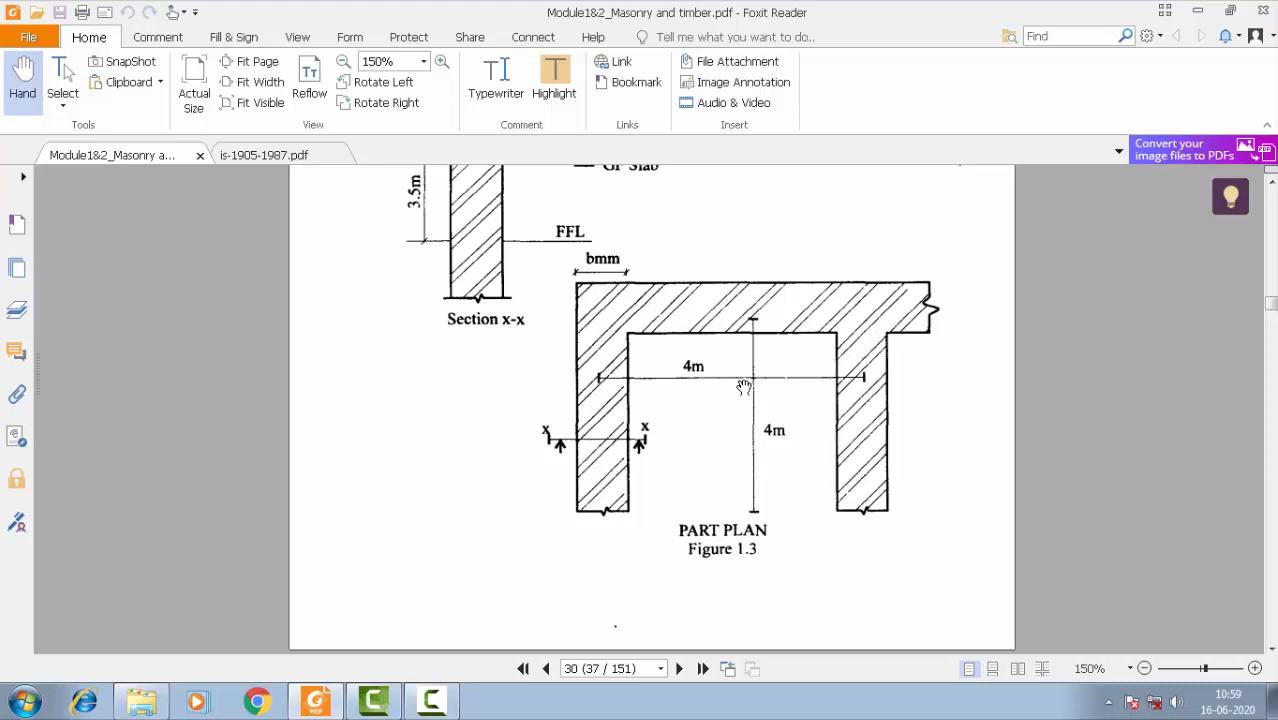 Module1&2_Masonry and timber.pdf - Foxit Reader
File Home Comment Fill & Sign View Form Protect Share Connect Help Tell me what you want to do.. Find
Hand
Select
SnapShot
Clipboard
Tools
Actual
Size
Fit Page
Fit Width
Fit Visible
Reflow
150%
Rotate Left
Rotate Right
View
Typewriter
Highlight
Comment
Link
Bookmark
Links
File Attachment
Image Annotation
Audio & Video
Insert
Module1&2_Masonry a... is-1905-1987.pdf
Convert your
image files to PDFs
GF Slab
3.5m
FFL
bmm
Section x-x
4m
x x
4m
PART PLAN
Figure 1.3
30 (37 / 151) 150%
10:59
16-06-2020